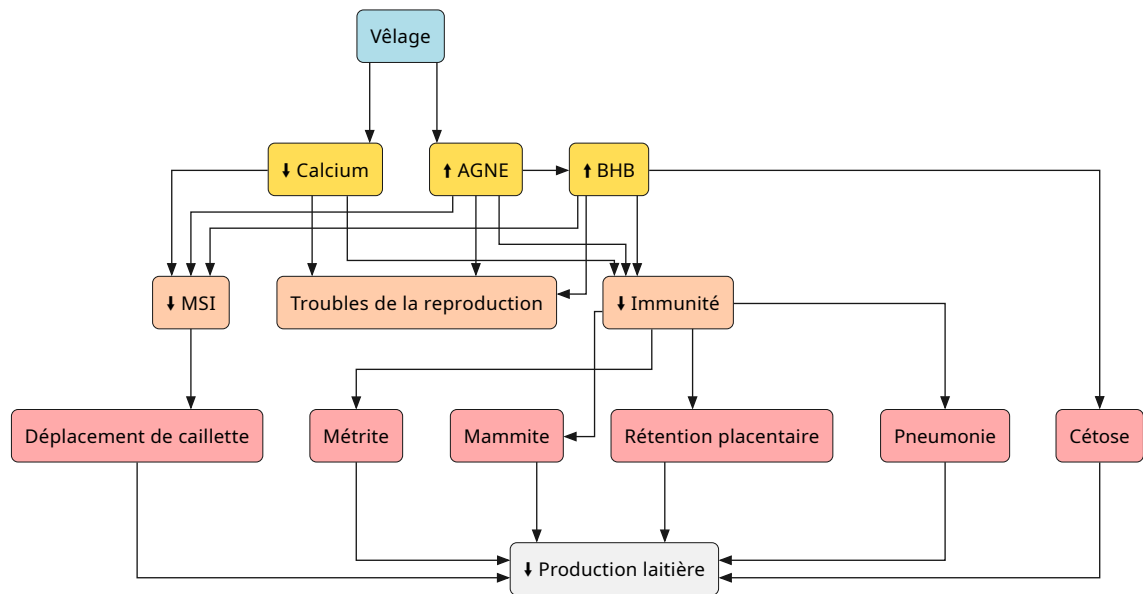 Vêlage
⬇ Calcium
⬆ AGNE
⬆ BHB
⬇ MSI
Troubles de la reproduction
⬇ Immunité
Déplacement de caillette
Métrite
Mammite
Rétention placentaire
Pneumonie
Cétose
⬇ Production laitière